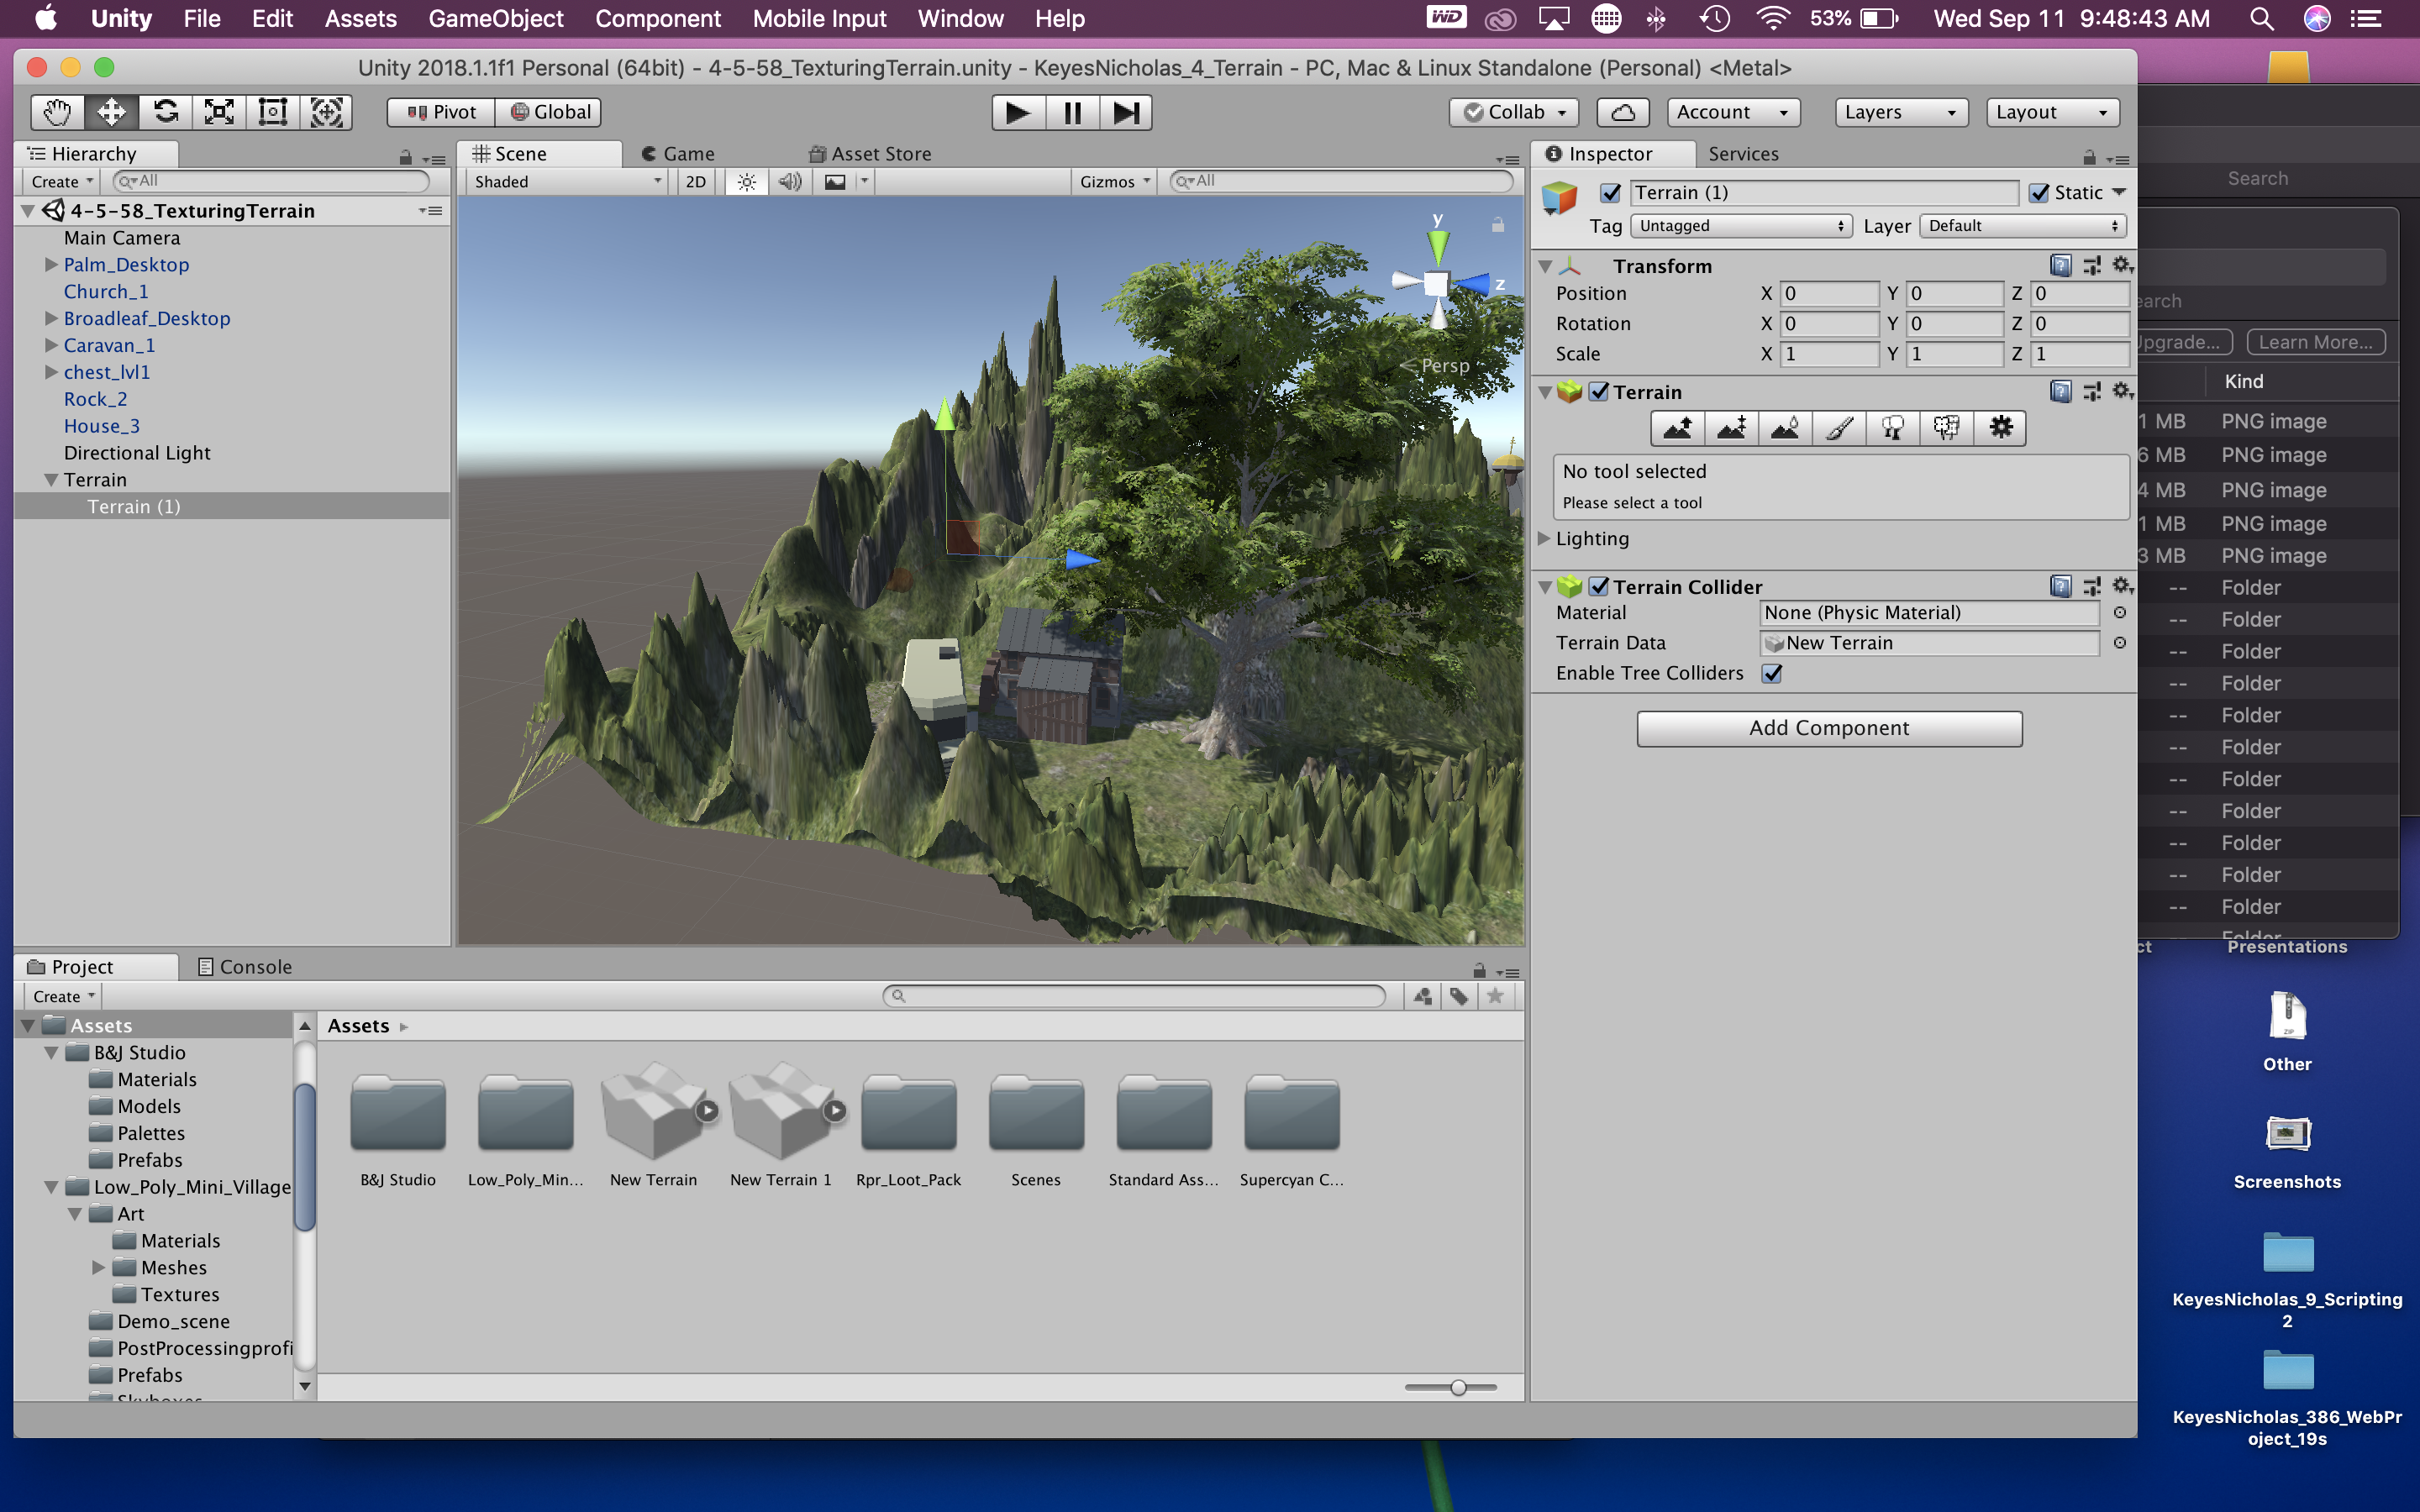 Unity File Edit Assets GameObject Component Mobile Input Window Help WD 53% Wed Sep 11 9:48:43 AM
Unity 2018.1.1f1 Personal (64bit) - 4-5-58_TexturingTerrain.unity - KeyesNicholas_4_Terrain - PC, Mac & Linux Standalone (Personal) <Metal>
Pivot Global Collab Account Layers Layout
Hierarchy
Create All
4-5-58_TexturingTerrain
Main Camera
Palm_Desktop
Church_1
Broadleaf_Desktop
Caravan_1
chest_lvl1
Rock_2
House_3
Directional Light
Terrain
Terrain (1)
Scene Game Asset Store
Shaded 2D Gizmos All
y
z
Persp
Inspector Services
Terrain (1) Static
Tag Untagged Layer Default
Transform
Position X 0 Y 0 Z 0
Rotation X 0 Y 0 Z 0
Scale X 1 Y 1 Z 1
Terrain
No tool selected
Please select a tool
Lighting
Terrain Collider
Material None (Physic Material)
Terrain Data New Terrain
Enable Tree Colliders
Add Component
Project Console
Create
Assets
B&J Studio
Materials
Models
Palettes
Prefabs
Low_Poly_Mini_Village
Art
Materials
Meshes
Textures
Demo_scene
PostProcessingprofi
Prefabs
Skyboxes
Assets
B&J Studio Low_Poly_Min... New Terrain New Terrain 1 Rpr_Loot_Pack Scenes Standard Ass... Supercyan C...
Search
earch
Upgrade... Learn More...
Kind
1 MB PNG image
6 MB PNG image
4 MB PNG image
1 MB PNG image
3 MB PNG image
-- Folder
-- Folder
-- Folder
-- Folder
-- Folder
-- Folder
-- Folder
-- Folder
-- Folder
-- Folder
-- Folder
Folder
ct Presentations
ZIP
Other
Screenshots
KeyesNicholas_9_Scripting
2
KeyesNicholas_386_WebPr
oject_19s